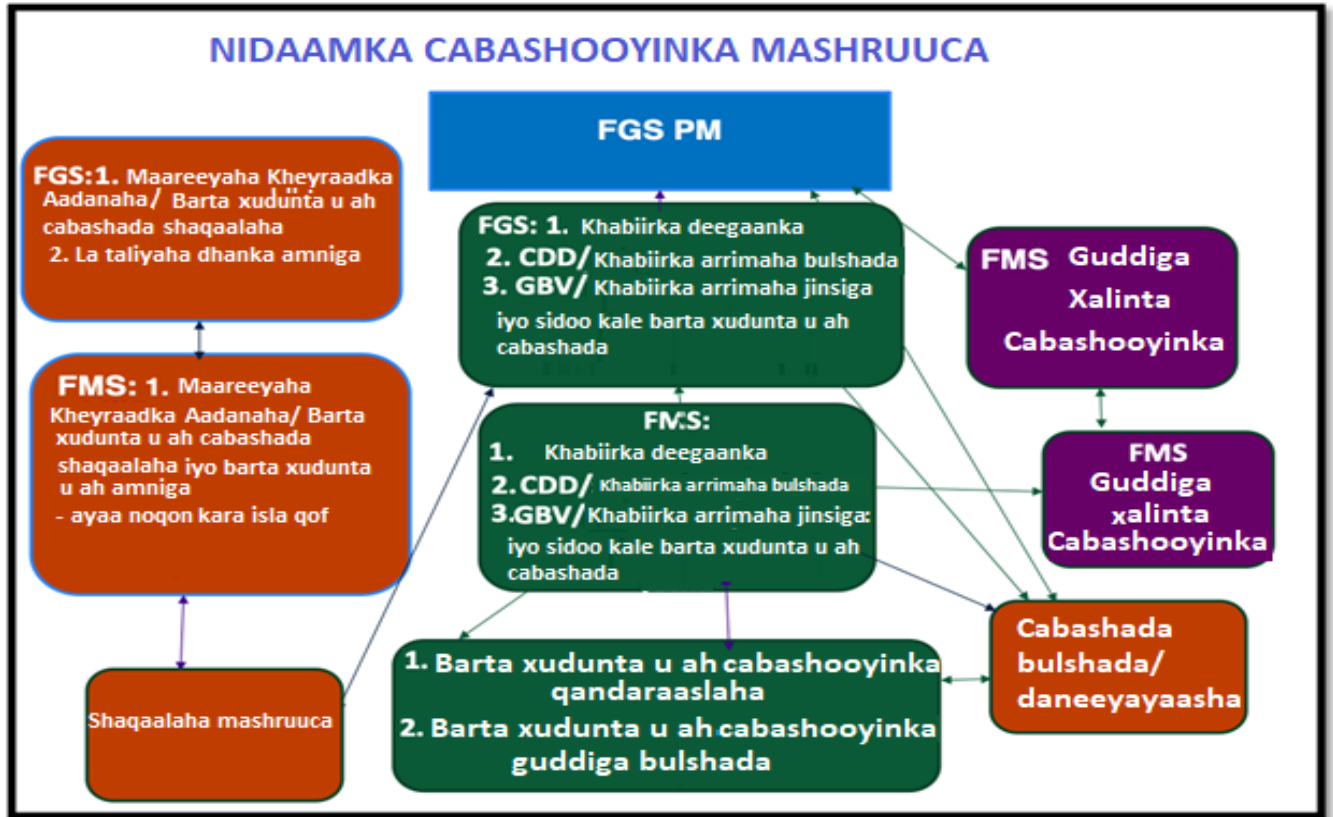 NIDAAMKA CABASHOOYINKA MASHRUUCA
FGS PM
FGS:1. Maareeyaha Kheyraadka
Aadanaha/ Barta xudunta u ah
cabashada shaqaalaha
2. La taliyaha dhanka amniga
FMS: 1. Maareeyaha
Kheyraadka Aadanaha/ Barta
xudunta u ah cabashada
shaqaalaha iyo barta xudunta
u ah amniga
- ayaa noqon kara isla qof
Shaqaalaha mashruuca
FGS: 1. Khabiirka deegaanka
2. CDD/ Khabiirka arrimaha bulshada
3. GBV/ Khabiirka arrimaha jinsiga
iyo sidoo kale barta xudunta u ah
cabashada
FMS:
1. Khabiirka deegaanka
2. CDD/ Khabiirka arrimaha bulshada
3.GBV/ Khabiirka arrimaha jinsiga:
iyo sidoo kale barta xudunta u ah
cabashada
1. Barta xudunta u ah cabashooyinka
qandaraaslaha
2. Barta xudunta u ah cabashooyinka
guddiga bulshada
FMS Guddiga
Xalinta
Cabashooyinka
FMS
Guddiga
xalinta
Cabashooyinka
Cabashada
bulshada/
daneeyayaasha